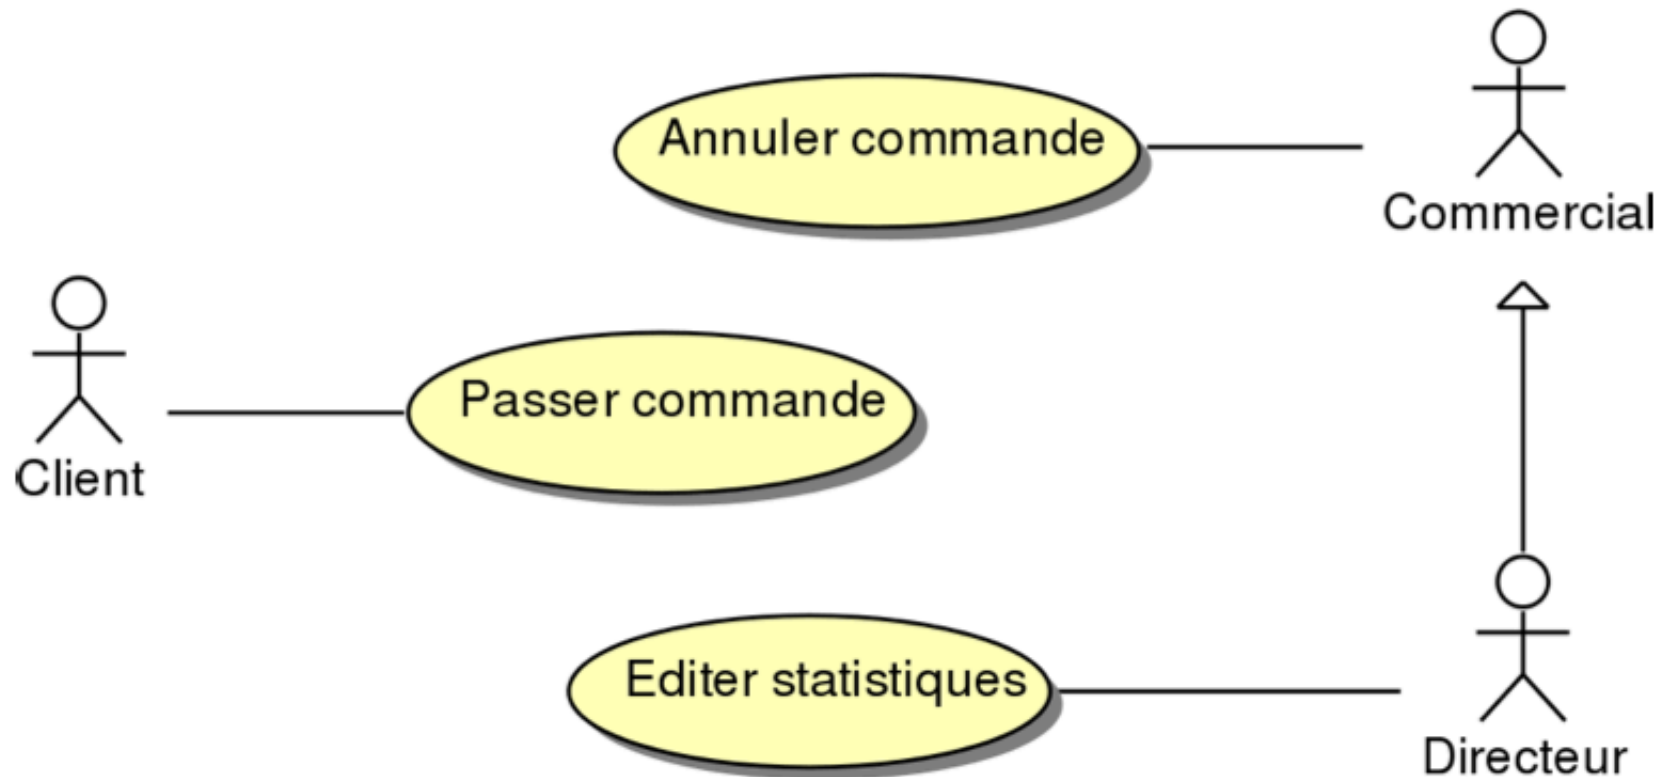 Annuler commande
Commercial
Passer commande
Client
Editer statistiques
Directeur